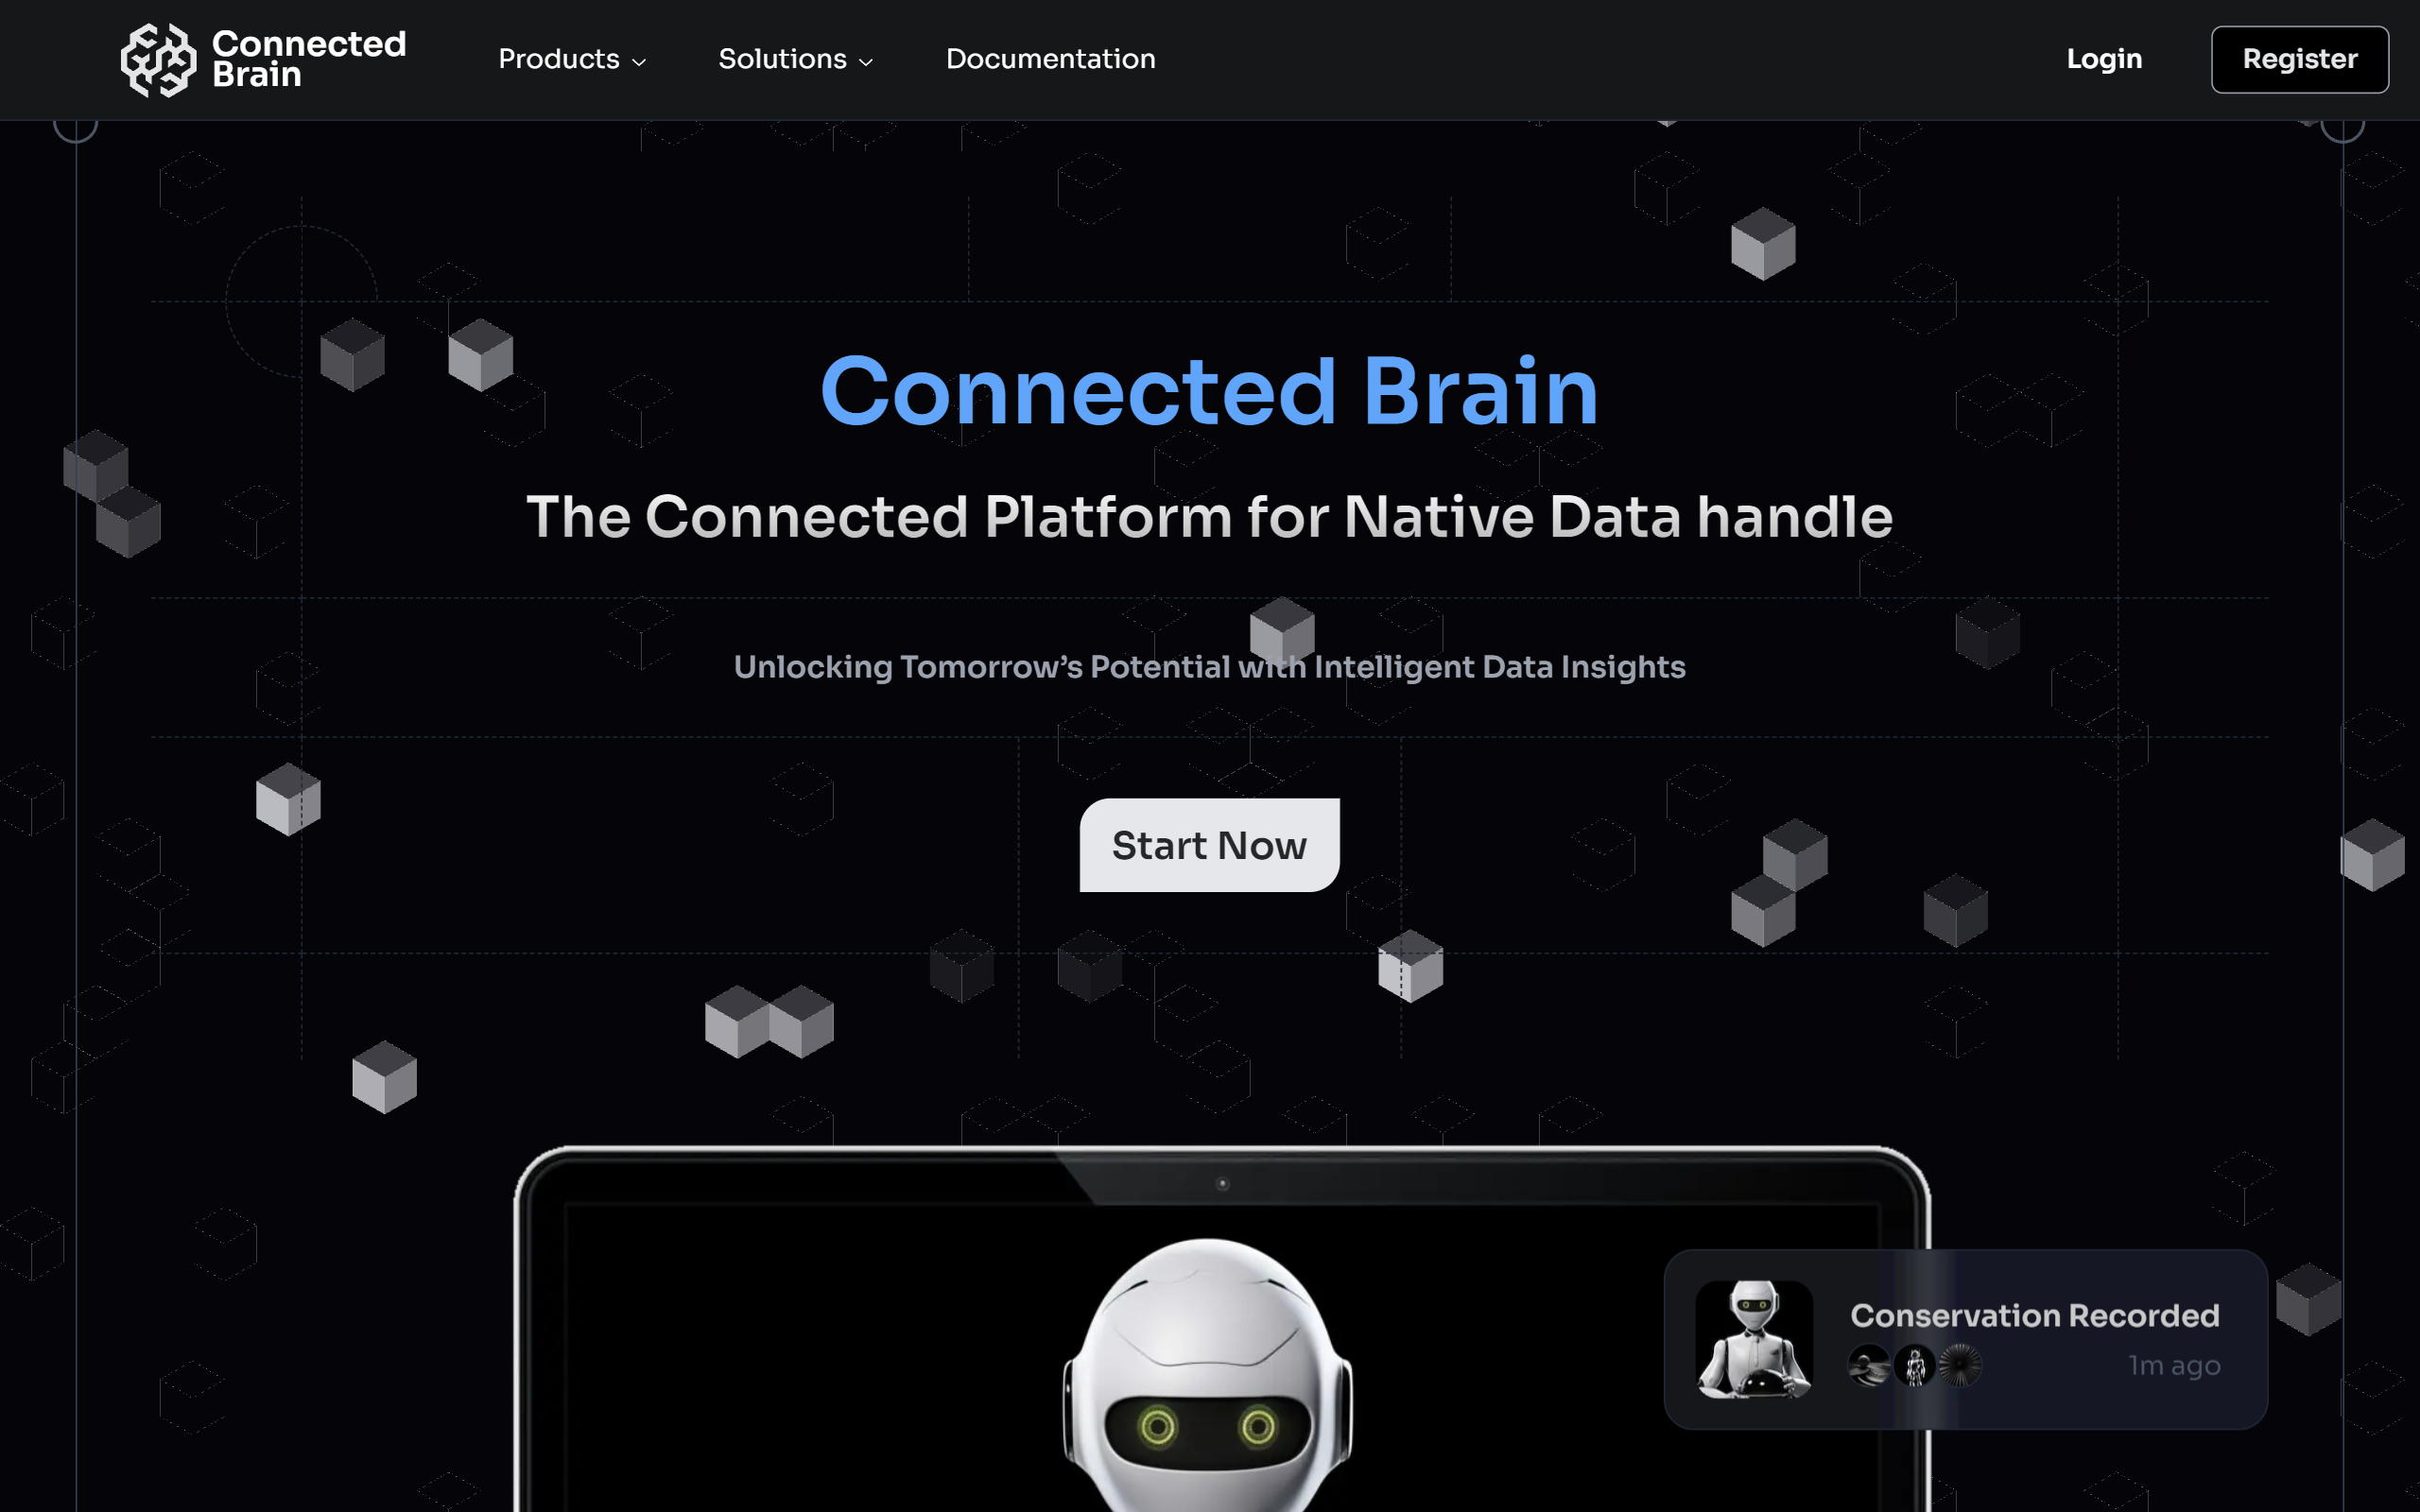 Connected
Brain
Products
Solutions
Documentation
Login
Register
Connected Brain
The Connected Platform for Native Data handle
Unlocking Tomorrow’s Potential with Intelligent Data Insights
Start Now
Conservation Recorded
1m ago